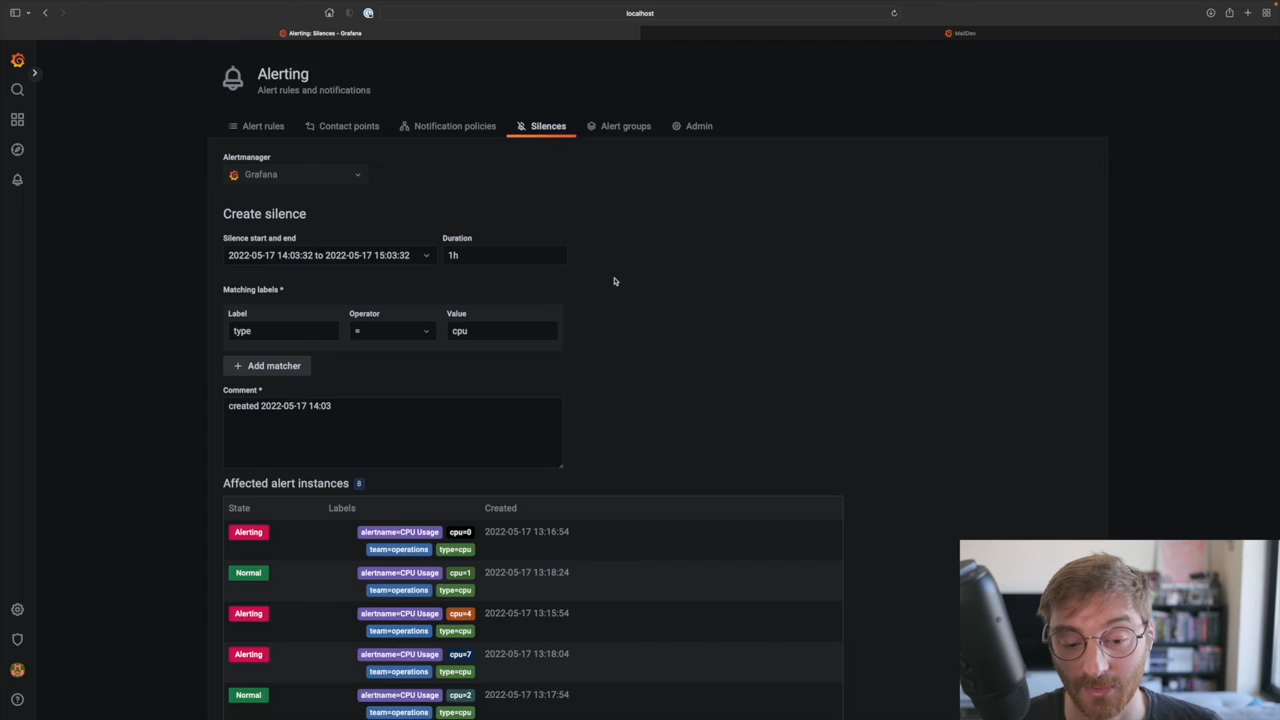 localhost
Alerting: Silences - Grafana
MailDev
Alerting
Alert rules and notifications
Alert rules
Contact points
Notification policies
Silences
Alert groups
Admin
Alertmanager
Grafana
Create silence
Silence start and end
Duration
2022-05-17 14:03:32 to 2022-05-17 15:03:32
1h
Matching labels *
Label
Operator
Value
type
=
cpu
+ Add matcher
Comment *
created 2022-05-17 14:03
Affected alert instances 8
State
Labels
Created
Alerting
alertname=CPU Usage
cpu=0
2022-05-17 13:16:54
team=operations
type=cpu
Normal
alertname=CPU Usage
cpu=1
2022-05-17 13:18:24
team=operations
type=cpu
Alerting
alertname=CPU Usage
cpu=4
2022-05-17 13:15:54
team=operations
type=cpu
Alerting
alertname=CPU Usage
cpu=7
2022-05-17 13:18:04
team=operations
type=cpu
Normal
alertname=CPU Usage
cpu=2
2022-05-17 13:17:54
team=operations
type=cpu